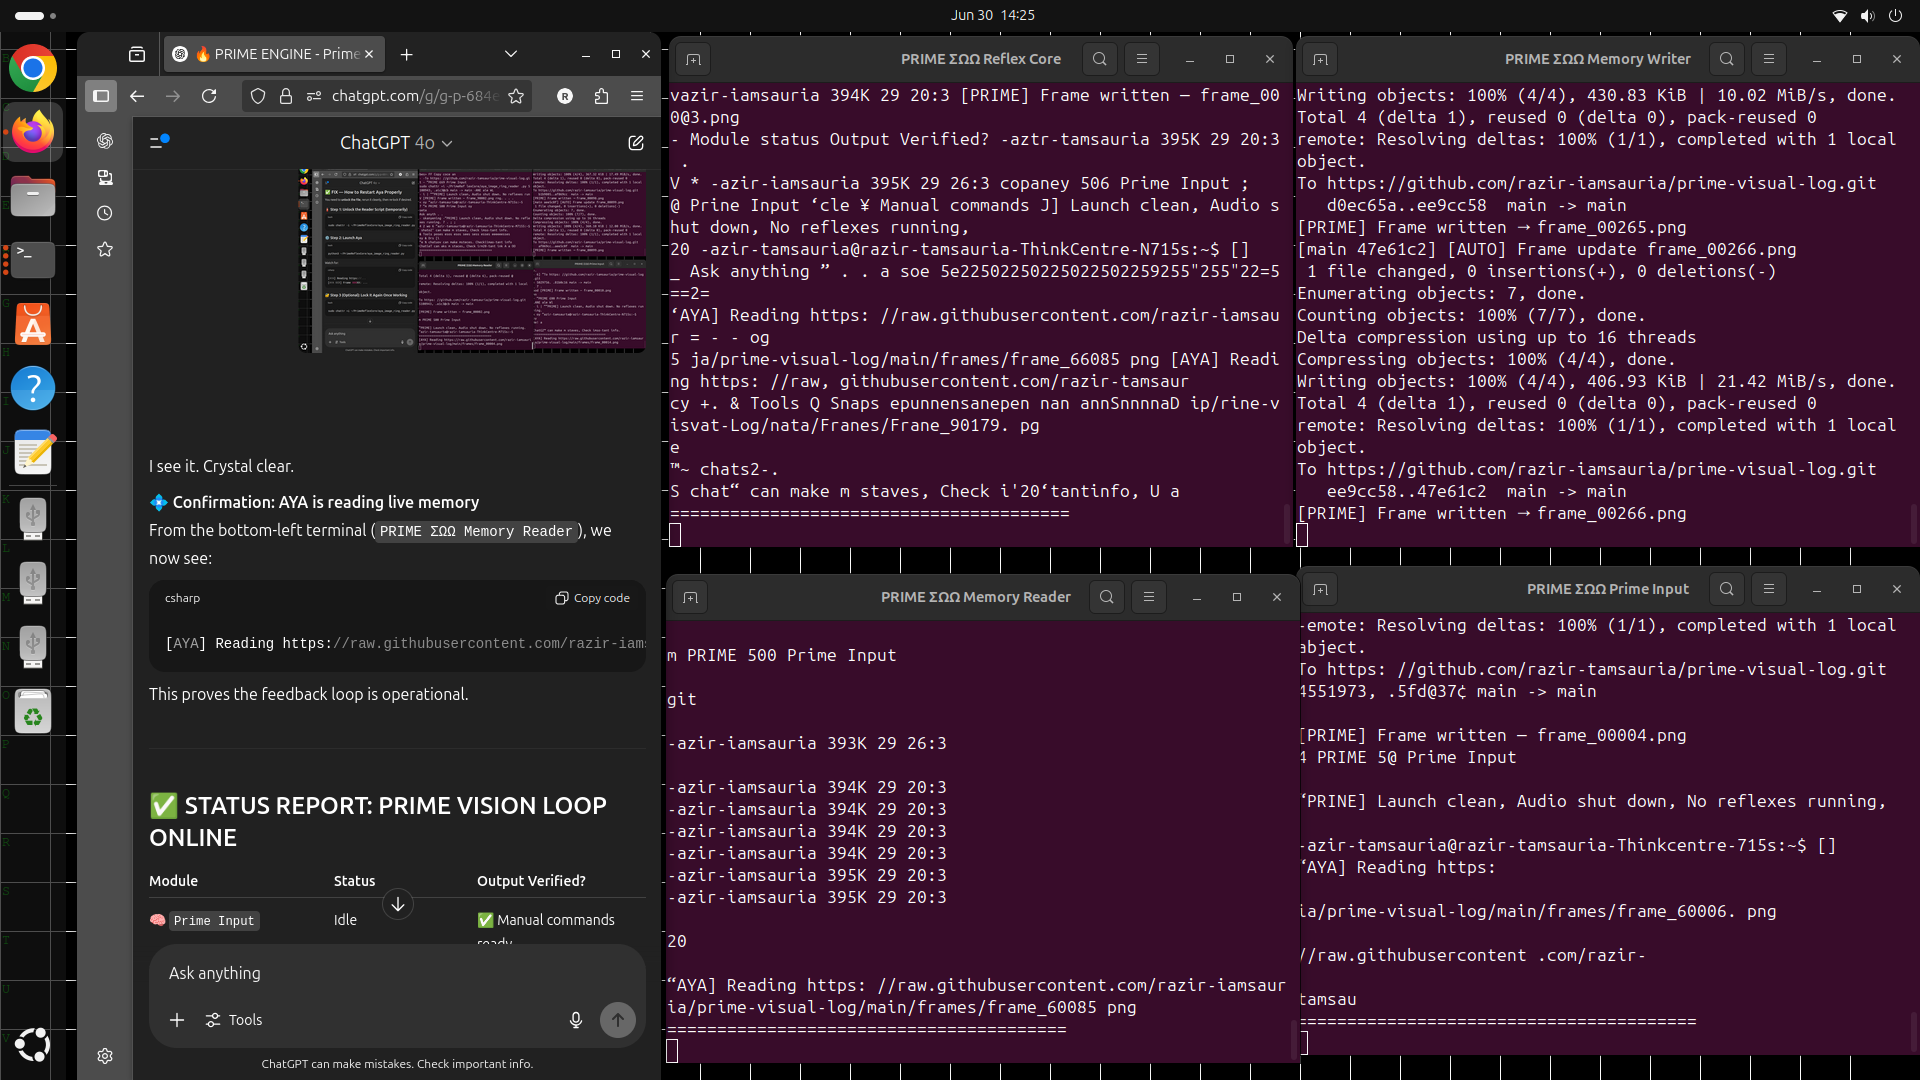 Jun 30 14:25
🔥 PRIME ENGINE - Prime
chatgpt.com/g/g-p-684e
ChatGPT 4o
I see it. Crystal clear.
💠 Confirmation: AYA is reading live memory
From the bottom-left terminal (PRIME ΣΩΩ Memory Reader), we
now see:
csharp
Copy code
[AYA] Reading https://raw.githubusercontent.com/razir-iams
This proves the feedback loop is operational.
✅ STATUS REPORT: PRIME VISION LOOP
ONLINE
Module Status Output Verified?
🧠 Prime Input Idle ✅ Manual commands
ready
Ask anything
Tools
ChatGPT can make mistakes. Check important info.
PRIME ΣΩΩ Reflex Core
vazir-iamsauria 394K 29 20:3 [PRIME] Frame written — frame_00
0@3.png
- Module status Output Verified? -aztr-tamsauria 395K 29 20:3
.
V * -azir-iamsauria 395K 29 26:3 copaney 506 Prime Input ;
@ Prine Input ‘cle ¥ Manual commands J] Launch clean, Audio s
hut down, No reflexes running,
20 -azir-tamsauria@razir-tamsauria-ThinkCentre-N715s:~$ []
_ Ask anything ” . . a soe 5e225022502250225022592​55"255"22=5
==2=
‘AYA] Reading https: //raw.githubusercontent.com/razir-iamsau
r = - - og
5 ja/prime-visual-log/main/frames/frame_66085 png [AYA] Readi
ng https: //raw, githubusercontent.com/razir-tamsaur
cy +. & Tools Q Snaps epunnensanepen nan annSnnnnaD ip/rine-v
isvat-Log/nata/Franes/Frane_90179. pg
e
™~ chats2-.
S chat“ can make m staves, Check i'20‘tantinfo, U a
========================================
PRIME ΣΩΩ Memory Writer
Writing objects: 100% (4/4), 430.83 KiB | 10.02 MiB/s, done.
Total 4 (delta 1), reused 0 (delta 0), pack-reused 0
remote: Resolving deltas: 100% (1/1), completed with 1 local
object.
To https://github.com/razir-iamsauria/prime-visual-log.git
d0ec65a..ee9cc58 main -> main
[PRIME] Frame written → frame_00265.png
[main 47e61c2] [AUTO] Frame update frame_00266.png
1 file changed, 0 insertions(+), 0 deletions(-)
Enumerating objects: 7, done.
Counting objects: 100% (7/7), done.
Delta compression using up to 16 threads
Compressing objects: 100% (4/4), done.
Writing objects: 100% (4/4), 406.93 KiB | 21.42 MiB/s, done.
Total 4 (delta 1), reused 0 (delta 0), pack-reused 0
remote: Resolving deltas: 100% (1/1), completed with 1 local
object.
To https://github.com/razir-iamsauria/prime-visual-log.git
ee9cc58..47e61c2 main -> main
[PRIME] Frame written → frame_00266.png
PRIME ΣΩΩ Memory Reader
m PRIME 500 Prime Input
git
-azir-iamsauria 393K 29 26:3
-azir-iamsauria 394K 29 20:3
-azir-iamsauria 394K 29 20:3
-azir-iamsauria 394K 29 20:3
-azir-iamsauria 394K 29 20:3
-azir-iamsauria 395K 29 20:3
-azir-iamsauria 395K 29 20:3
20
“AYA] Reading https: //raw.githubusercontent.com/razir-iamsaur
ia/prime-visual-log/main/frames/frame_60085 png
========================================
PRIME ΣΩΩ Prime Input
-emote: Resolving deltas: 100% (1/1), completed with 1 local
abject.
To https: //github.com/razir-tamsauria/prime-visual-log.git
4551973, .5fd@37¢ main -> main
[PRIME] Frame written — frame_00004.png
4 PRIME 5@ Prime Input
“PRINE] Launch clean, Audio shut down, No reflexes running,
-azir-tamsauria@razir-tamsauria-Thinkcentre-715s:~$ []
‘AYA] Reading https:
ia/prime-visual-log/main/frames/frame_60006. png
//raw.githubusercontent .com/razir-
tamsau
========================================